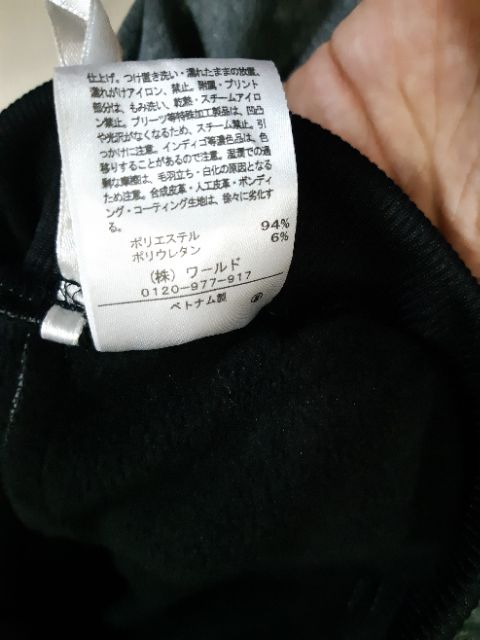 仕上げ。つけ置き洗い・濡れたままの放置、
濡れがけアイロン、禁止。附属・プリント
部分は、もみ洗い、乾熱・スチームアイロ
ン禁止。プリーツ等特殊加工製品は、凹凸
や光沢がなくなるため、スチーム禁止。引
っかけに注意。インディゴ等濃色品は、色
移りすることがあるので注意。湿潤での過
剰な摩擦は、毛羽立ち・白化の原因となる
ため注意。合成皮革・人工皮革・ボンディ
ング・コーティング生地は、徐々に劣化す
る。
ポリエステル 94%
ポリウレタン 6%
(株) ワールド
0120-977-917
ベトナム製